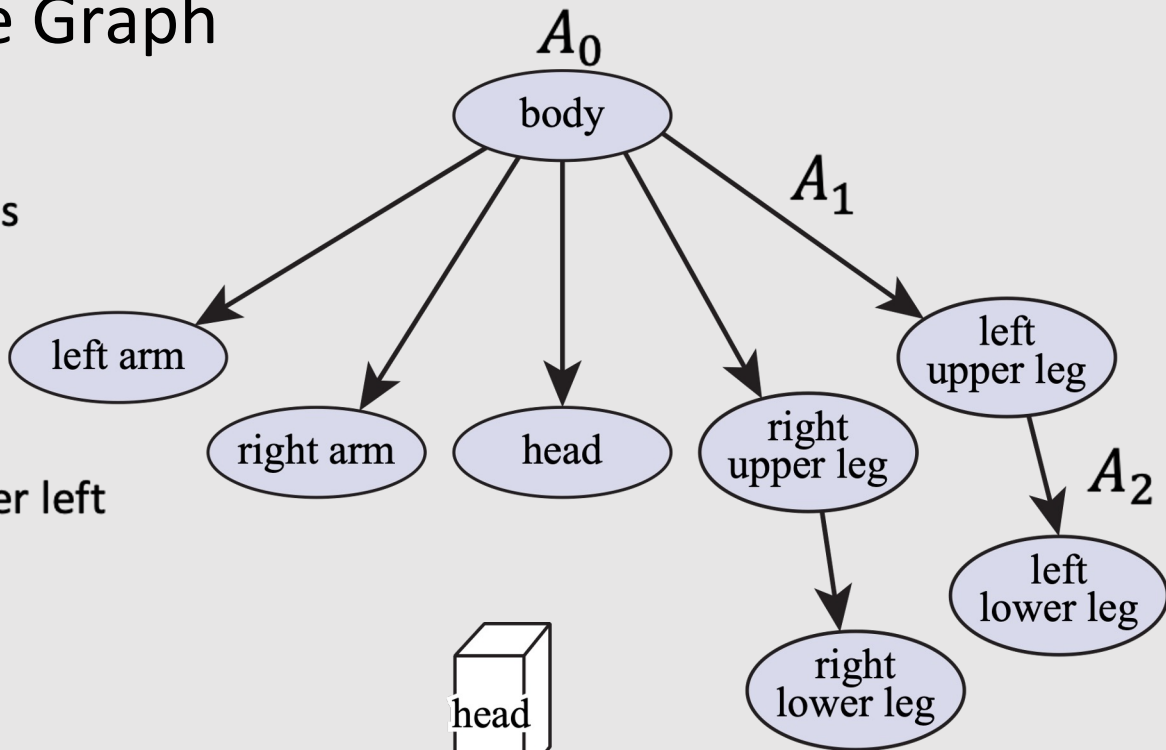 e Graph
A₀
body
A₁
s
left arm
right arm
head
right
upper leg
left
upper leg
A₂
er left
left
lower leg
right
lower leg
head